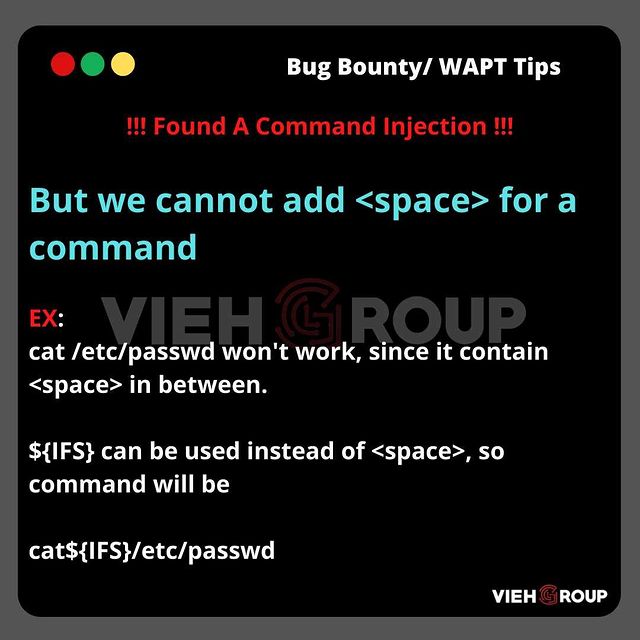 Bug Bounty/ WAPT Tips
!!! Found A Command Injection !!!
But we cannot add <space> for a
command
VIEH GROUP
EX:
cat /etc/passwd won't work, since it contain
<space> in between.
${IFS} can be used instead of <space>, so
command will be
cat${IFS}/etc/passwd
VIEH GROUP